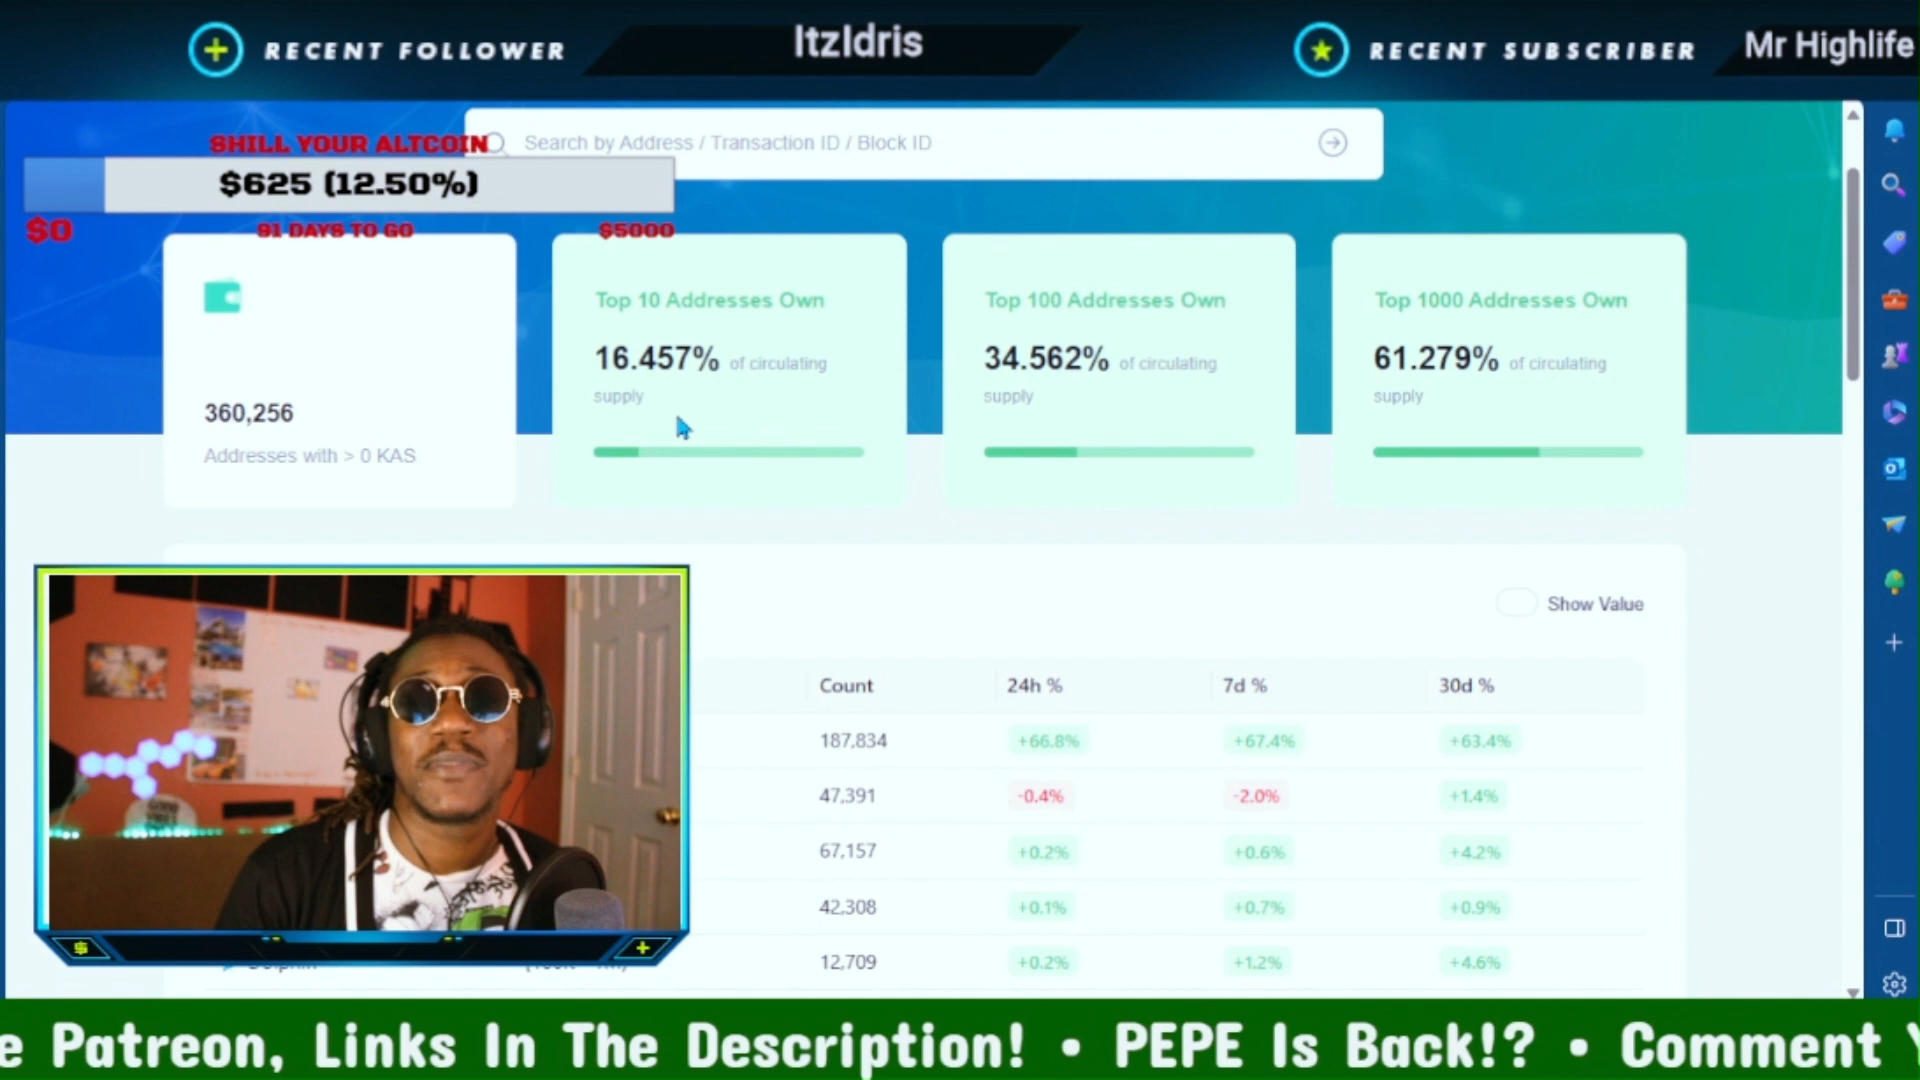 RECENT FOLLOWER
ItzIdris
RECENT SUBSCRIBER
Mr Highlife
SHILL YOUR ALTCOIN
Search by Address / Transaction ID / Block ID
$625 (12.50%)
$0
91 DAYS TO GO
$5000
360,256
Addresses with > 0 KAS
Top 10 Addresses Own
16.457% of circulating
supply
Top 100 Addresses Own
34.562% of circulating
supply
Top 1000 Addresses Own
61.279% of circulating
supply
Show Value
Count 24h % 7d % 30d %
187,834 +66.8% +67.4% +63.4%
47,391 -0.4% -2.0% +1.4%
67,157 +0.2% +0.6% +4.2%
42,308 +0.1% +0.7% +0.9%
12,709 +0.2% +1.2% +4.6%
e Patreon, Links In The Description! • PEPE Is Back!? • Comment